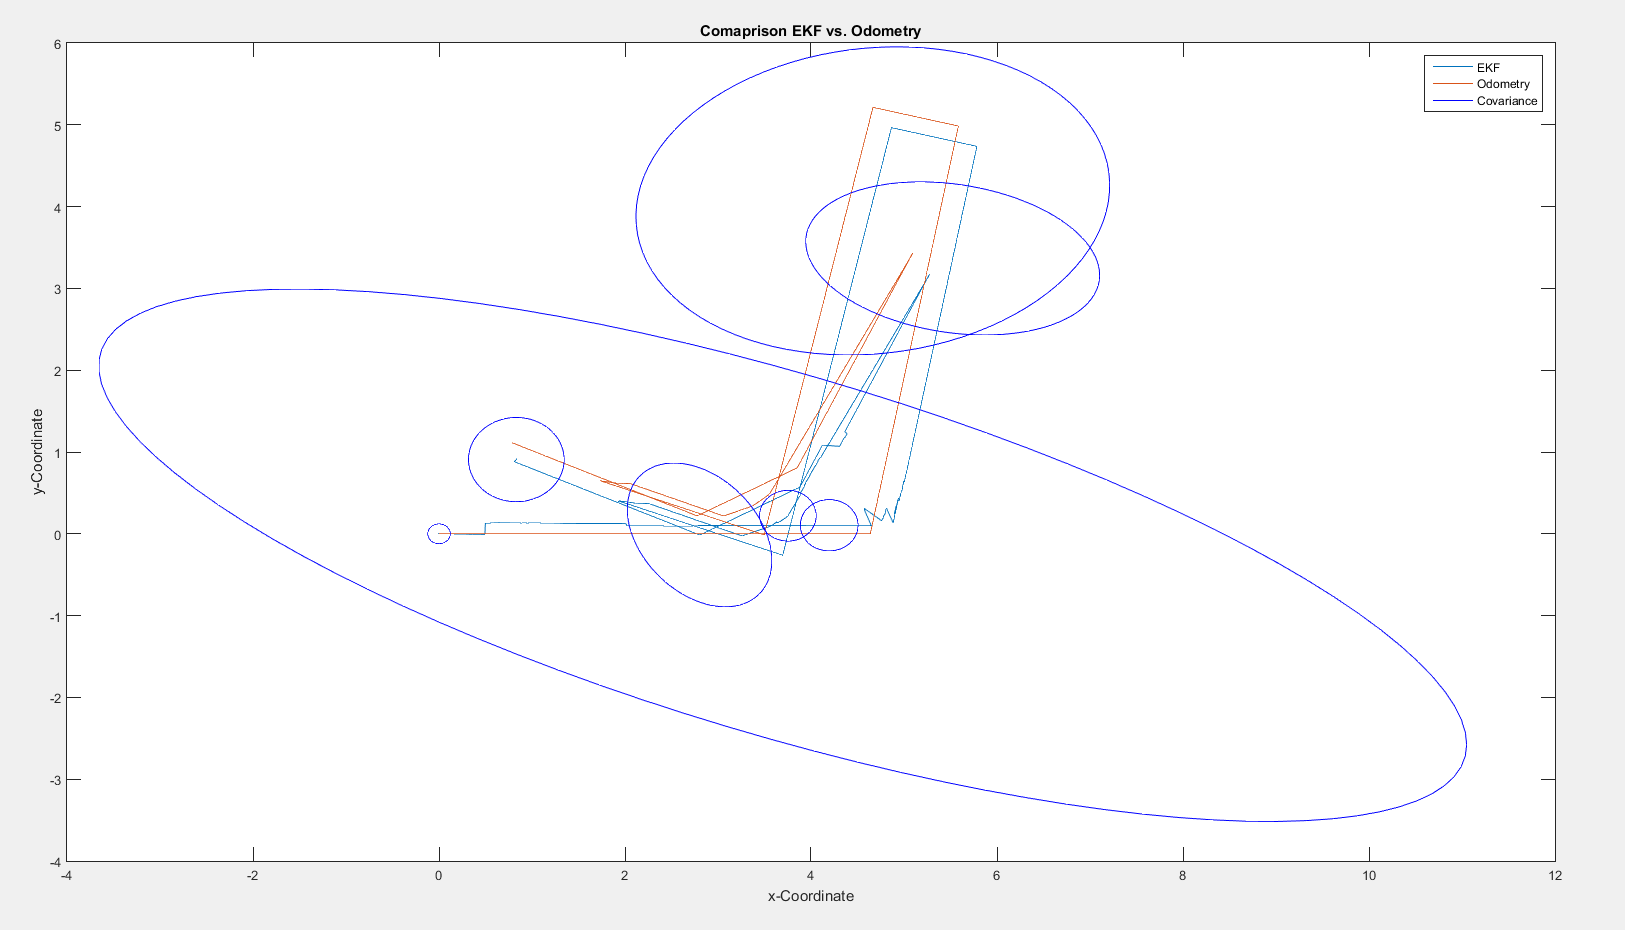 Comaprison EKF vs. Odometry
EKF
Odometry
Covariance
6
5
4
3
2
1
0
-1
-2
-3
-4
y-Coordinate
-4 -2 0 2 4 6 8 10 12
x-Coordinate